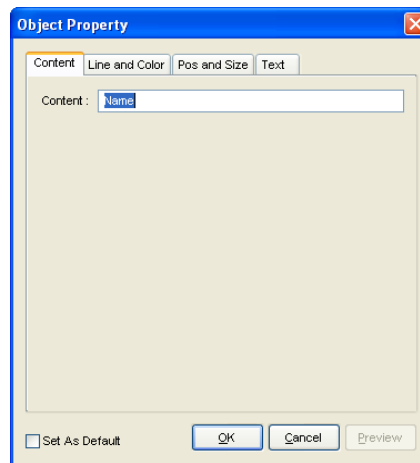 Object Property
Content Line and Color Pos and Size Text
Content : Name
Set As Default OK Cancel Preview